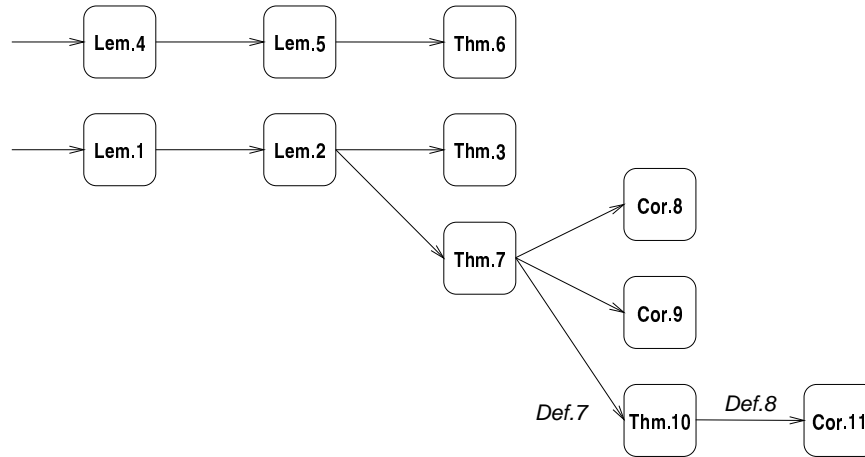 Lem.4
Lem.5
Thm.6
Lem.1
Lem.2
Thm.3
Cor.8
Thm.7
Cor.9
Def.7
Thm.10
Def.8
Cor.11